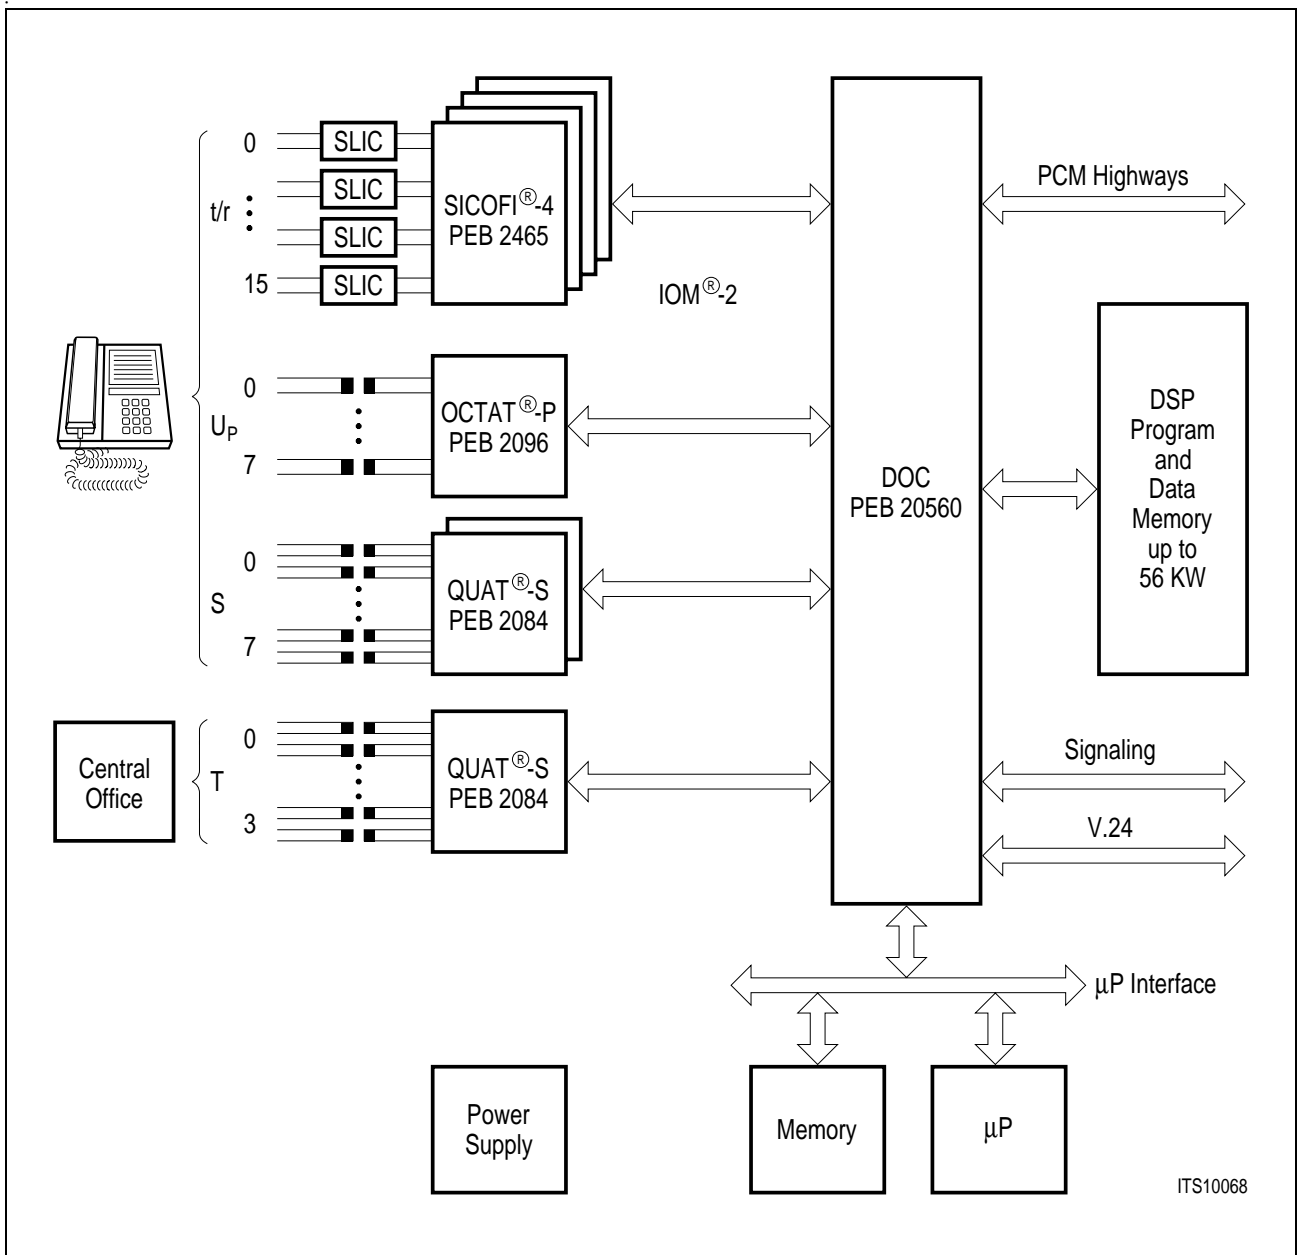 0
SLIC
SLIC
t/r
SICOFI®-4
PEB 2465
SLIC
15
SLIC
PCM Highways
IOM®-2
0
UP
7
OCTAT®-P
PEB 2096
DOC
PEB 20560
DSP
Program
and
Data
Memory
up to
56 KW
0
S
7
QUAT®-S
PEB 2084
Central
Office
0
T
3
QUAT®-S
PEB 2084
Signaling
V.24
µP Interface
Power
Supply
Memory
µP
ITS10068